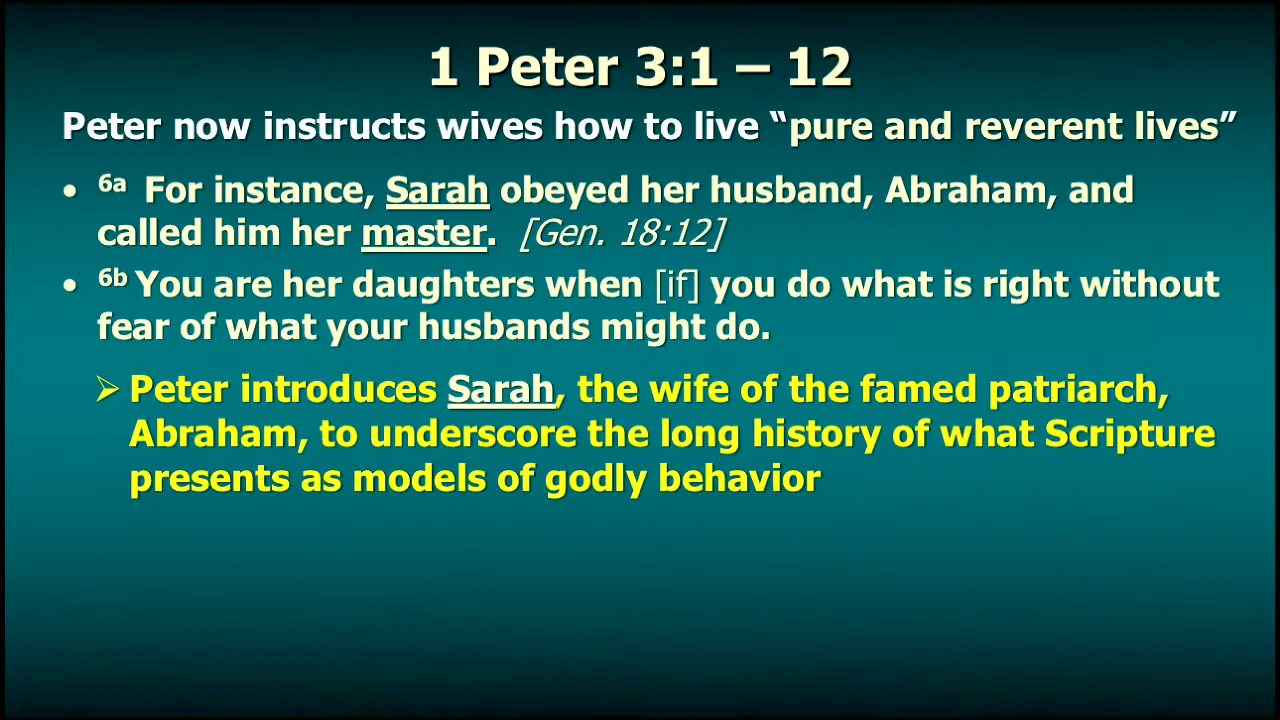 1 Peter 3:1 – 12
Peter now instructs wives how to live “pure and reverent lives”
• 6a For instance, Sarah obeyed her husband, Abraham, and
called him her master. [Gen. 18:12]
• 6b You are her daughters when [if] you do what is right without
fear of what your husbands might do.
➢ Peter introduces Sarah, the wife of the famed patriarch,
Abraham, to underscore the long history of what Scripture
presents as models of godly behavior